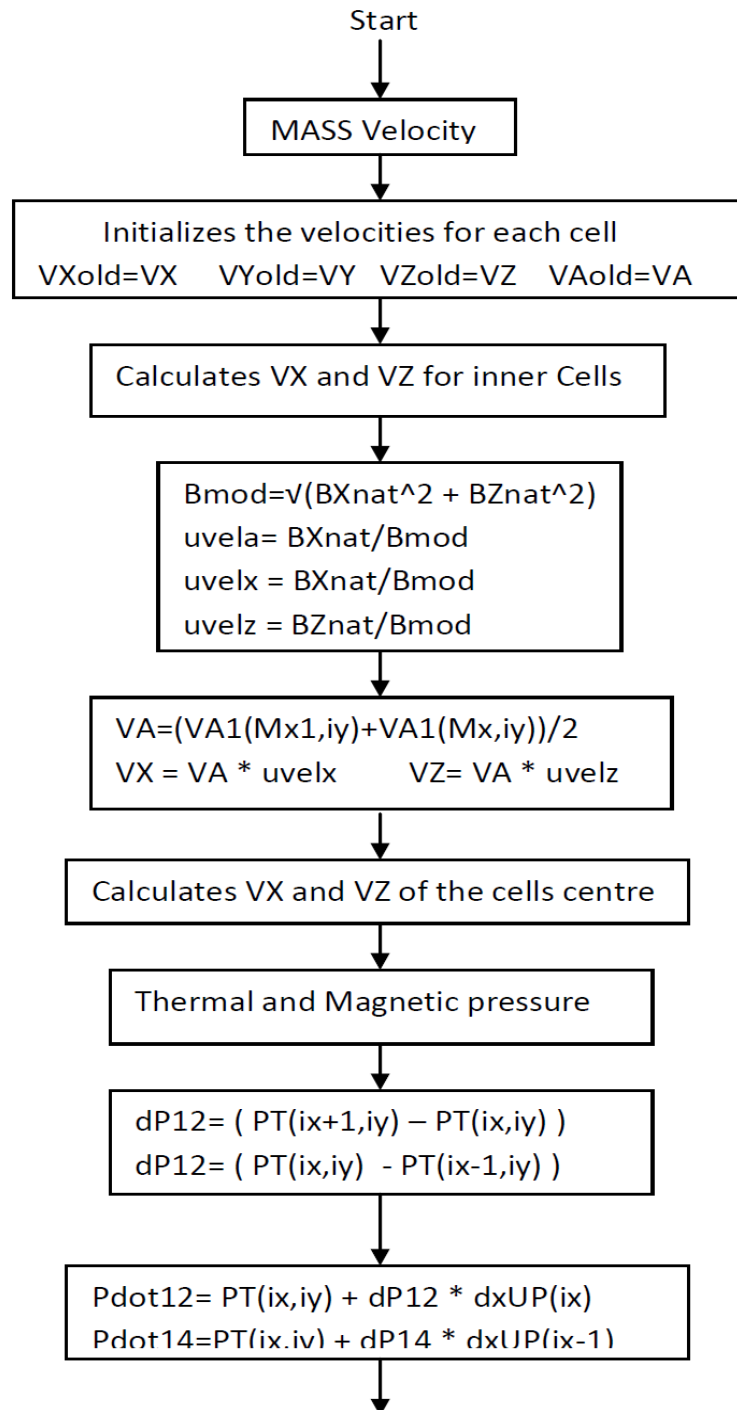 Start
MASS Velocity
Initializes the velocities for each cell
VXold=VX VYold=VY VZold=VZ VAold=VA
Calculates VX and VZ for inner Cells
Bmod=√(BXnat^2 + BZnat^2)
uvela= BXnat/Bmod
uvelx = BXnat/Bmod
uvelz = BZnat/Bmod
VA=(VA1(Mx1,iy)+VA1(Mx,iy))/2
VX = VA * uvelx VZ= VA * uvelz
Calculates VX and VZ of the cells centre
Thermal and Magnetic pressure
dP12= ( PT(ix+1,iy) – PT(ix,iy) )
dP12= ( PT(ix,iy) - PT(ix-1,iy) )
Pdot12= PT(ix,iy) + dP12 * dxUP(ix)
Pdot14=PT(ix,iy) + dP14 * dxUP(ix-1)